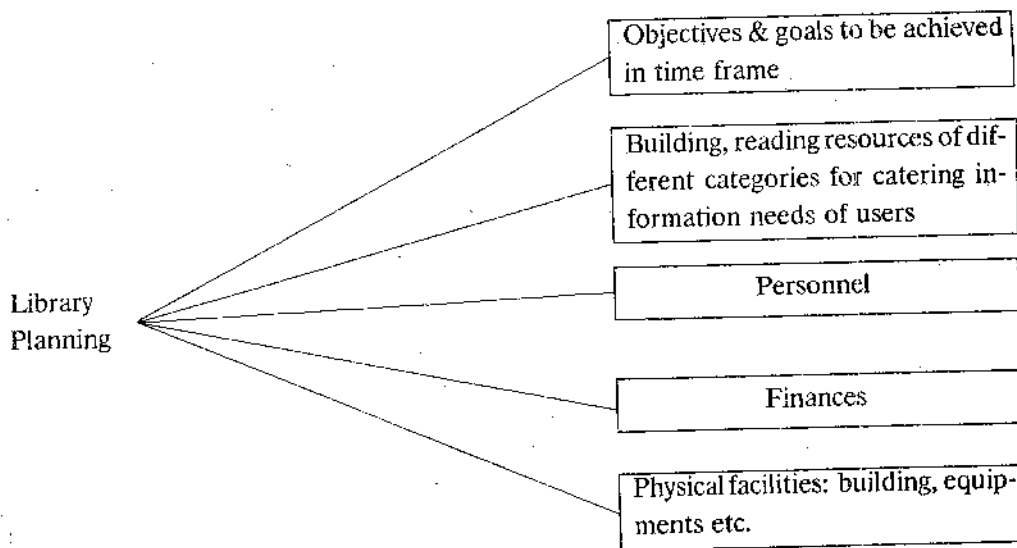 Objectives & goals to be achieved
in time frame
Building, reading resources of dif-
ferent categories for catering in-
formation needs of users
Library
Planning
Personnel
Finances
Physical facilities: building, equip-
ments etc.